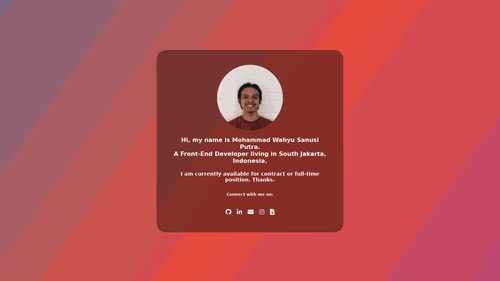 Hi, my name is Mohammad Wahyu Sanusi
Putra.
A Front-End Developer living in South Jakarta,
Indonesia.
I am currently available for contract or full-time
position. Thanks.
Connect with me on: